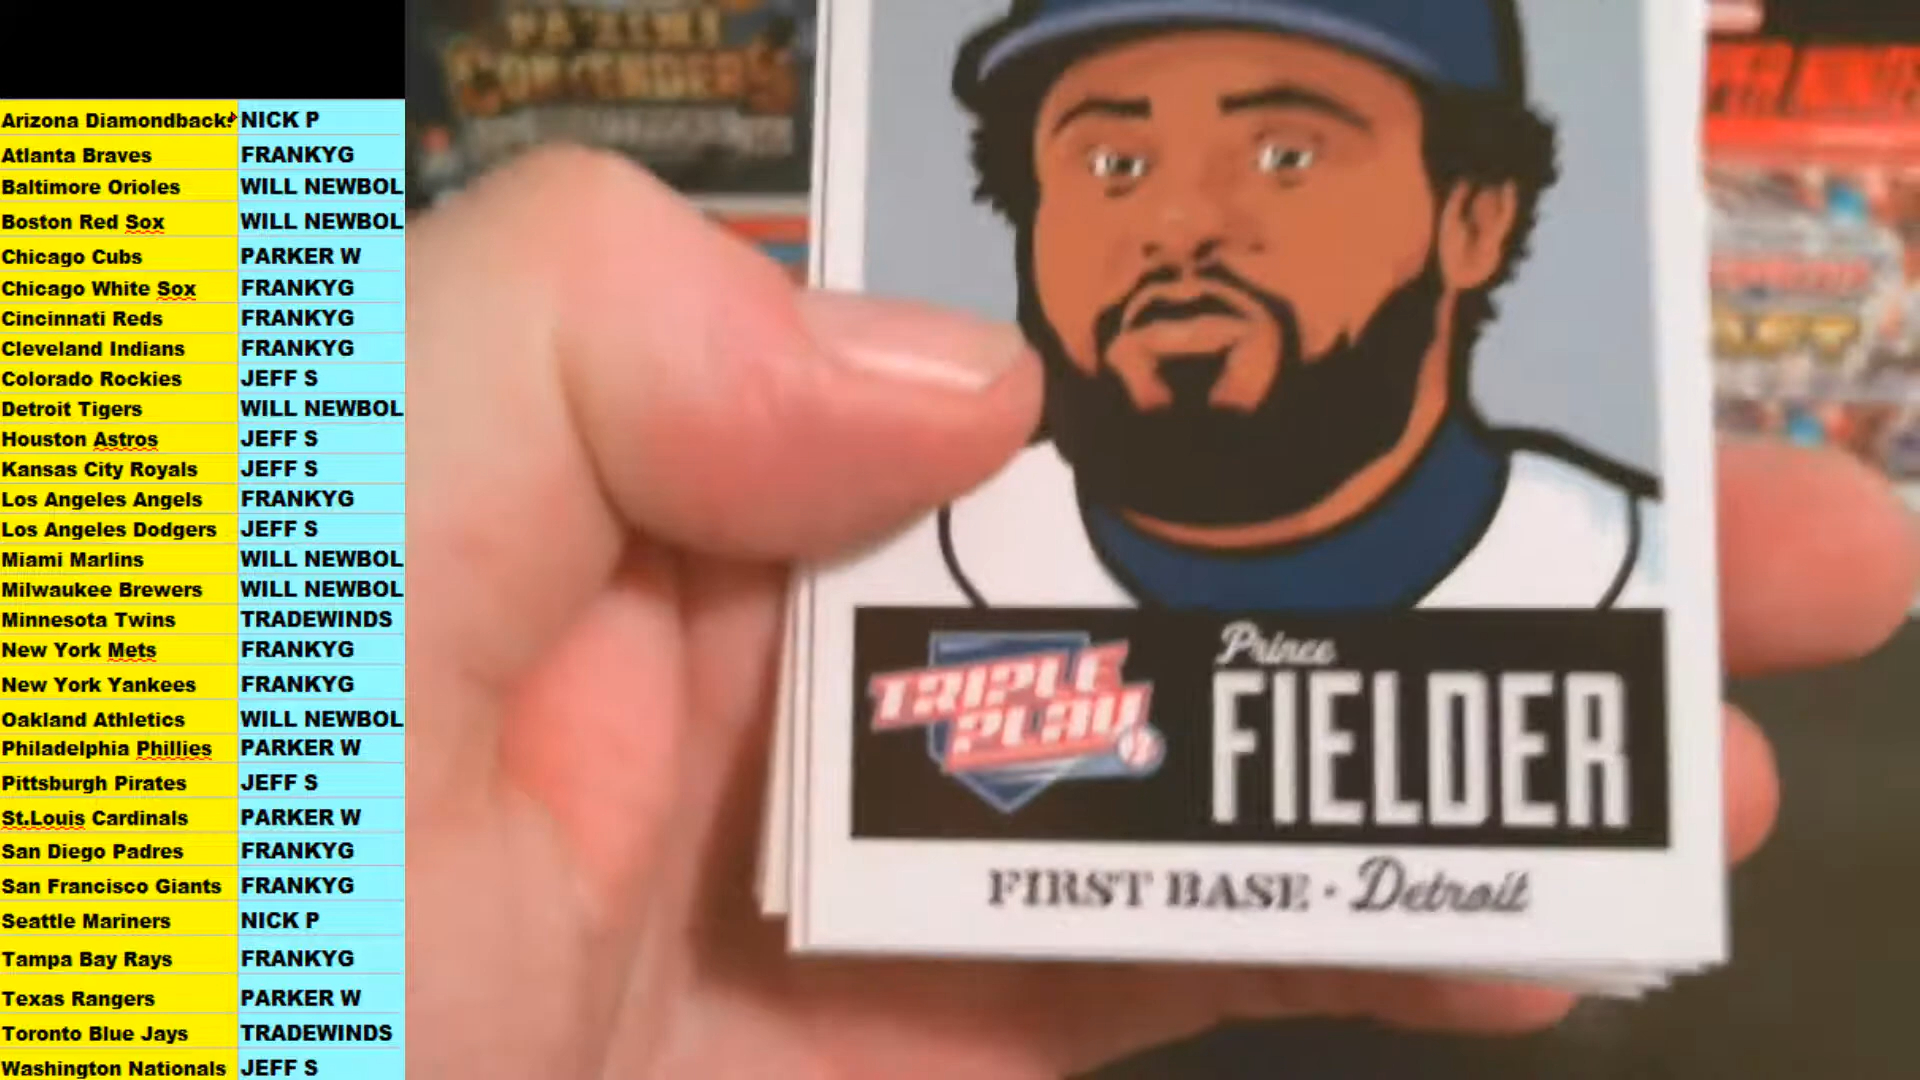 PANINI
CONTENDERS
Arizona Diamondbacks NICK P
Atlanta Braves FRANKYG
Baltimore Orioles WILL NEWBOL
Boston Red Sox WILL NEWBOL
Chicago Cubs PARKER W
Chicago White Sox FRANKYG
Cincinnati Reds FRANKYG
Cleveland Indians FRANKYG
Colorado Rockies JEFF S
Detroit Tigers WILL NEWBOL
Houston Astros JEFF S
Kansas City Royals JEFF S
Los Angeles Angels FRANKYG
Los Angeles Dodgers JEFF S
Miami Marlins WILL NEWBOL
Milwaukee Brewers WILL NEWBOL
Minnesota Twins TRADEWINDS
New York Mets FRANKYG
New York Yankees FRANKYG
Oakland Athletics WILL NEWBOL
Philadelphia Phillies PARKER W
Pittsburgh Pirates JEFF S
St.Louis Cardinals PARKER W
San Diego Padres FRANKYG
San Francisco Giants FRANKYG
Seattle Mariners NICK P
Tampa Bay Rays FRANKYG
Texas Rangers PARKER W
Toronto Blue Jays TRADEWINDS
Washington Nationals JEFF S
TRIPLE
PLAY
Prince
FIELDER
FIRST BASE · Detroit